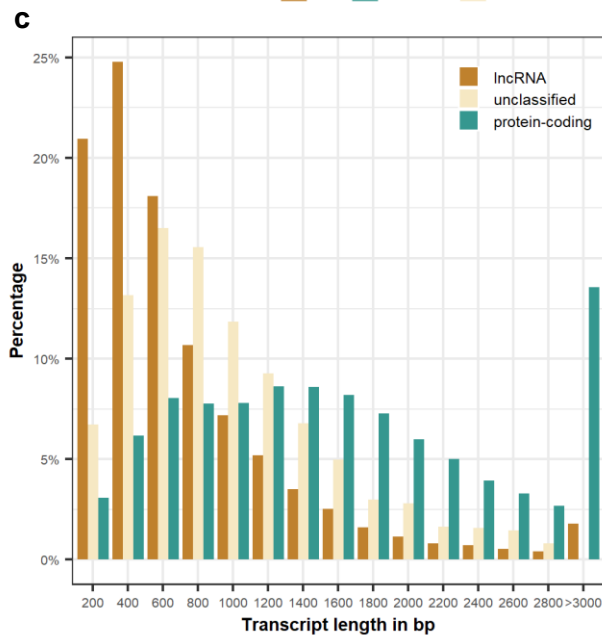 c
25%
20%
15%
10%
5%
0%
Percentage
lncRNA
unclassified
protein-coding
200 400 600 800 1000 1200 1400 1600 1800 2000 2200 2400 2600 2800 >3000
Transcript length in bp